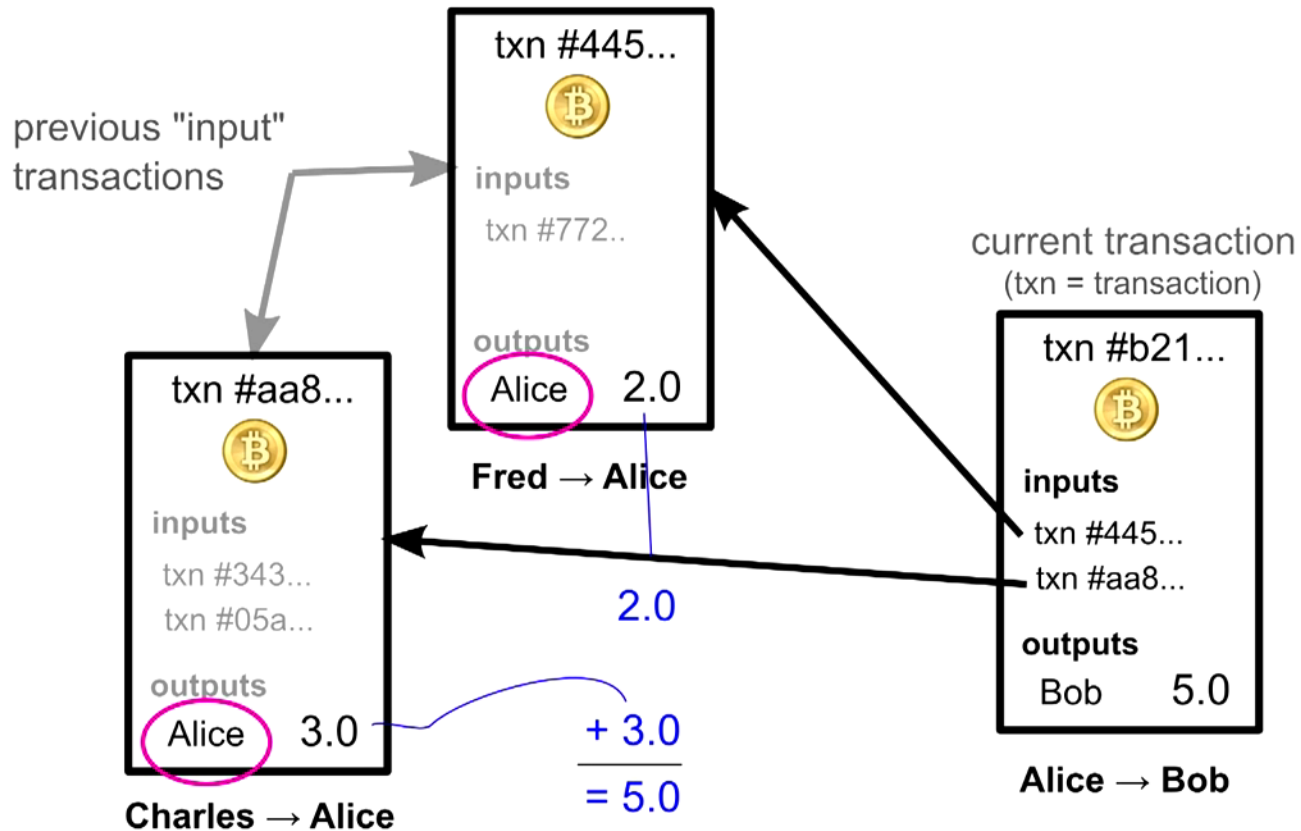 previous "input"
transactions
txn #445...
inputs
txn #772..
outputs
Alice 2.0
Fred → Alice
txn #aa8...
inputs
txn #343...
txn #05a...
outputs
Alice 3.0
Charles → Alice
2.0
+ 3.0
= 5.0
current transaction
(txn = transaction)
txn #b21...
inputs
txn #445...
txn #aa8...
outputs
Bob 5.0
Alice → Bob